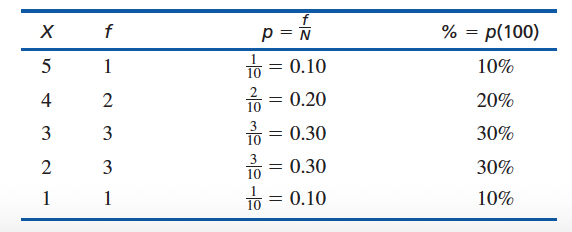 X f p = f/N % = p(100)
5 1 1/10 = 0.10 10%
4 2 2/10 = 0.20 20%
3 3 3/10 = 0.30 30%
2 3 3/10 = 0.30 30%
1 1 1/10 = 0.10 10%